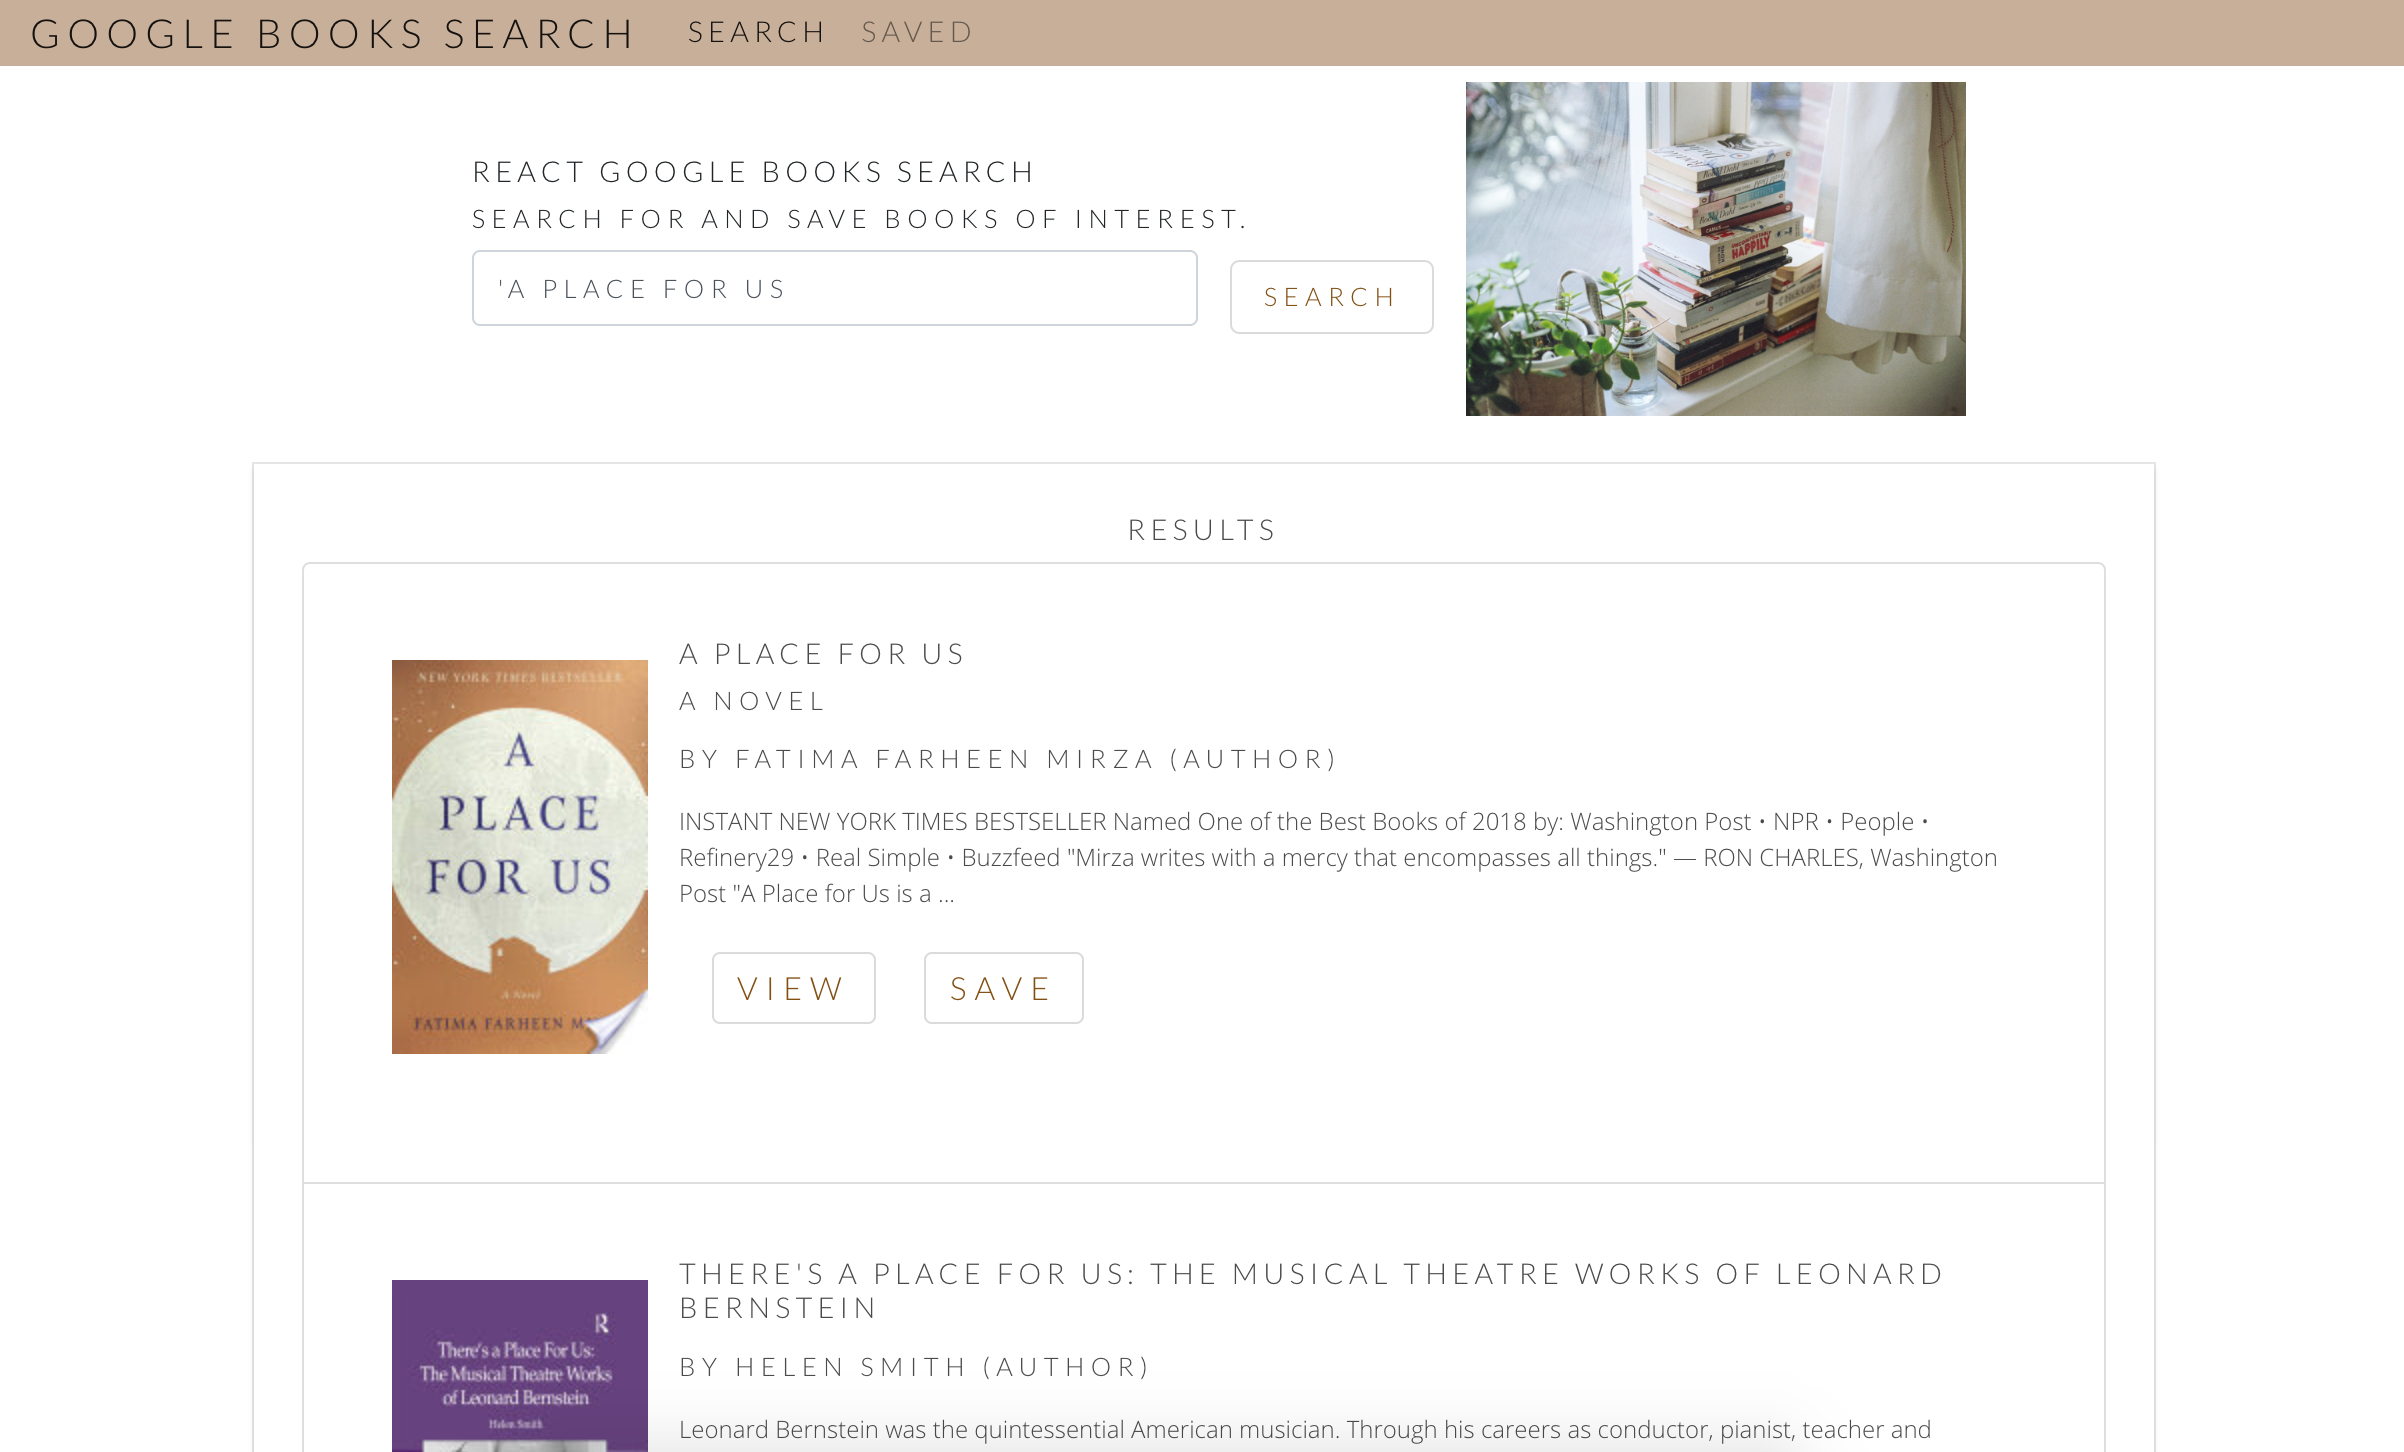 GOOGLE BOOKS SEARCH SEARCH SAVED
REACT GOOGLE BOOKS SEARCH
SEARCH FOR AND SAVE BOOKS OF INTEREST.
'A PLACE FOR US
SEARCH
HAPPILY
RESULTS
NEW YORK TIMES BESTSELLER
A
PLACE
FOR US
A Novel
FATIMA FARHEEN M
A PLACE FOR US
A NOVEL
BY FATIMA FARHEEN MIRZA (AUTHOR)
INSTANT NEW YORK TIMES BESTSELLER Named One of the Best Books of 2018 by: Washington Post • NPR • People •
Refinery29 • Real Simple • Buzzfeed "Mirza writes with a mercy that encompasses all things." — RON CHARLES, Washington
Post "A Place for Us is a ...
VIEW SAVE
R
There's a Place For Us:
The Musical Theatre Works
of Leonard Bernstein
Helen Smith
THERE'S A PLACE FOR US: THE MUSICAL THEATRE WORKS OF LEONARD
BERNSTEIN
BY HELEN SMITH (AUTHOR)
Leonard Bernstein was the quintessential American musician. Through his careers as conductor, pianist, teacher and